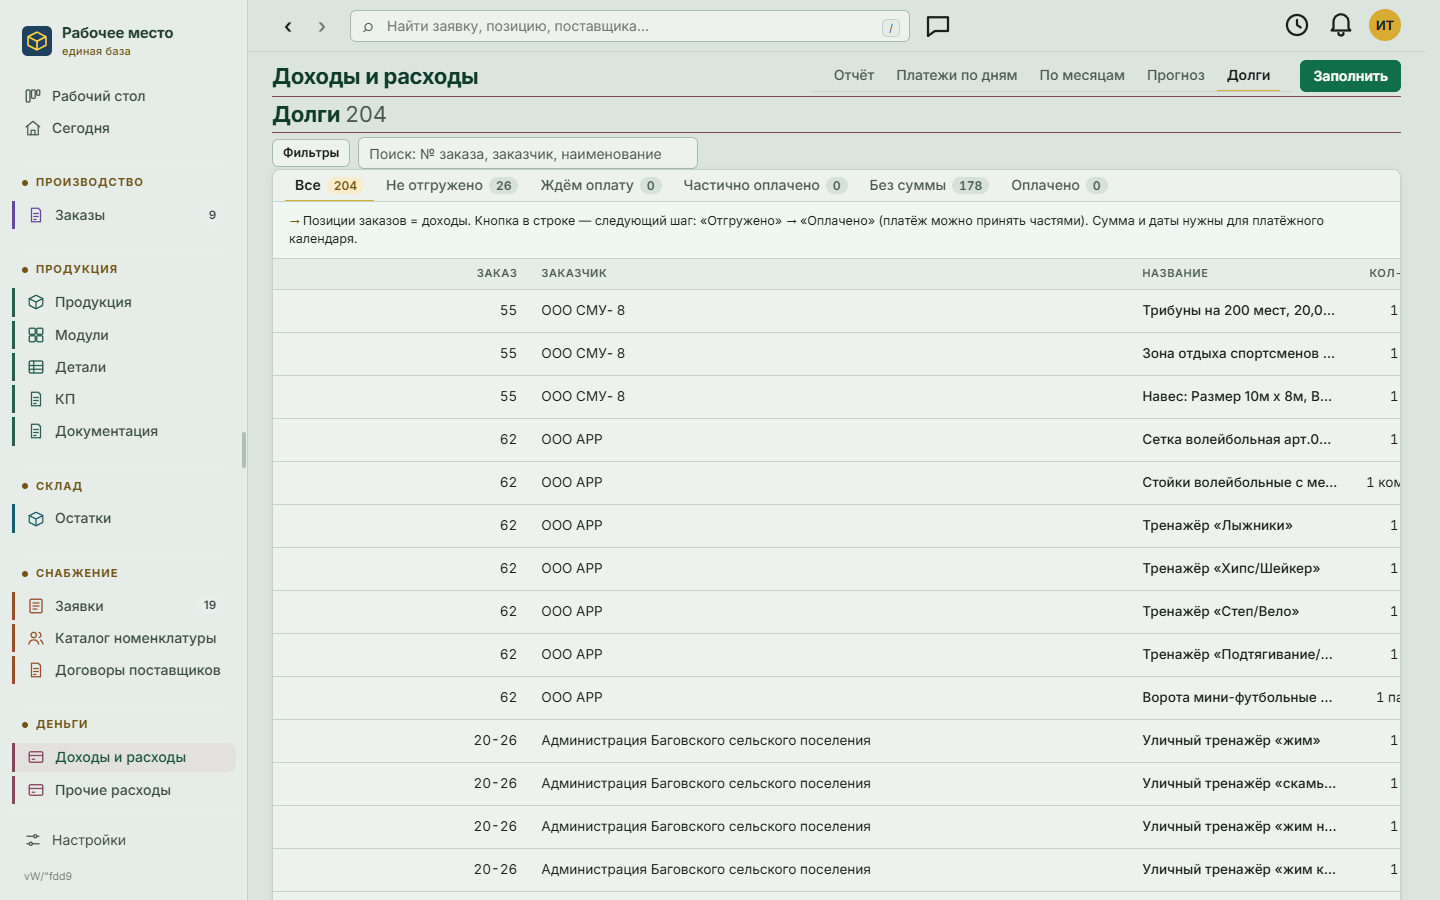 Рабочее место
единая база
Рабочий стол
Сегодня
ПРОИЗВОДСТВО
Заказы 9
ПРОДУКЦИЯ
Продукция
Модули
Детали
КП
Документация
СКЛАД
Остатки
СНАБЖЕНИЕ
Заявки 19
Каталог номенклатуры
Договоры поставщиков
ДЕНЬГИ
Доходы и расходы
Прочие расходы
Настройки
vW/"fdd9
Найти заявку, позицию, поставщика... /
ИТ
Доходы и расходы
Отчёт Платежи по дням По месяцам Прогноз Долги Заполнить
Долги 204
Фильтры Поиск: № заказа, заказчик, наименование
Все 204 Не отгружено 26 Ждём оплату 0 Частично оплачено 0 Без суммы 178 Оплачено 0
→ Позиции заказов = доходы. Кнопка в строке — следующий шаг: «Отгружено» → «Оплачено» (платёж можно принять частями). Сумма и даты нужны для платёжного
календаря.
ЗАКАЗ ЗАКАЗЧИК НАЗВАНИЕ КОЛ-
55 ООО СМУ- 8 Трибуны на 200 мест, 20,0... 1
55 ООО СМУ- 8 Зона отдыха спортсменов ... 1
55 ООО СМУ- 8 Навес: Размер 10м х 8м, В... 1
62 ООО АРР Сетка волейбольная арт.0... 1
62 ООО АРР Стойки волейбольные с ме... 1 ком
62 ООО АРР Тренажёр «Лыжники» 1
62 ООО АРР Тренажёр «Хипс/Шейкер» 1
62 ООО АРР Тренажёр «Степ/Вело» 1
62 ООО АРР Тренажёр «Подтягивание/... 1
62 ООО АРР Ворота мини-футбольные ... 1 па
20-26 Администрация Баговского сельского поселения Уличный тренажёр «жим» 1
20-26 Администрация Баговского сельского поселения Уличный тренажёр «скамь... 1
20-26 Администрация Баговского сельского поселения Уличный тренажёр «жим н... 1
20-26 Администрация Баговского сельского поселения Уличный тренажёр «жим к... 1